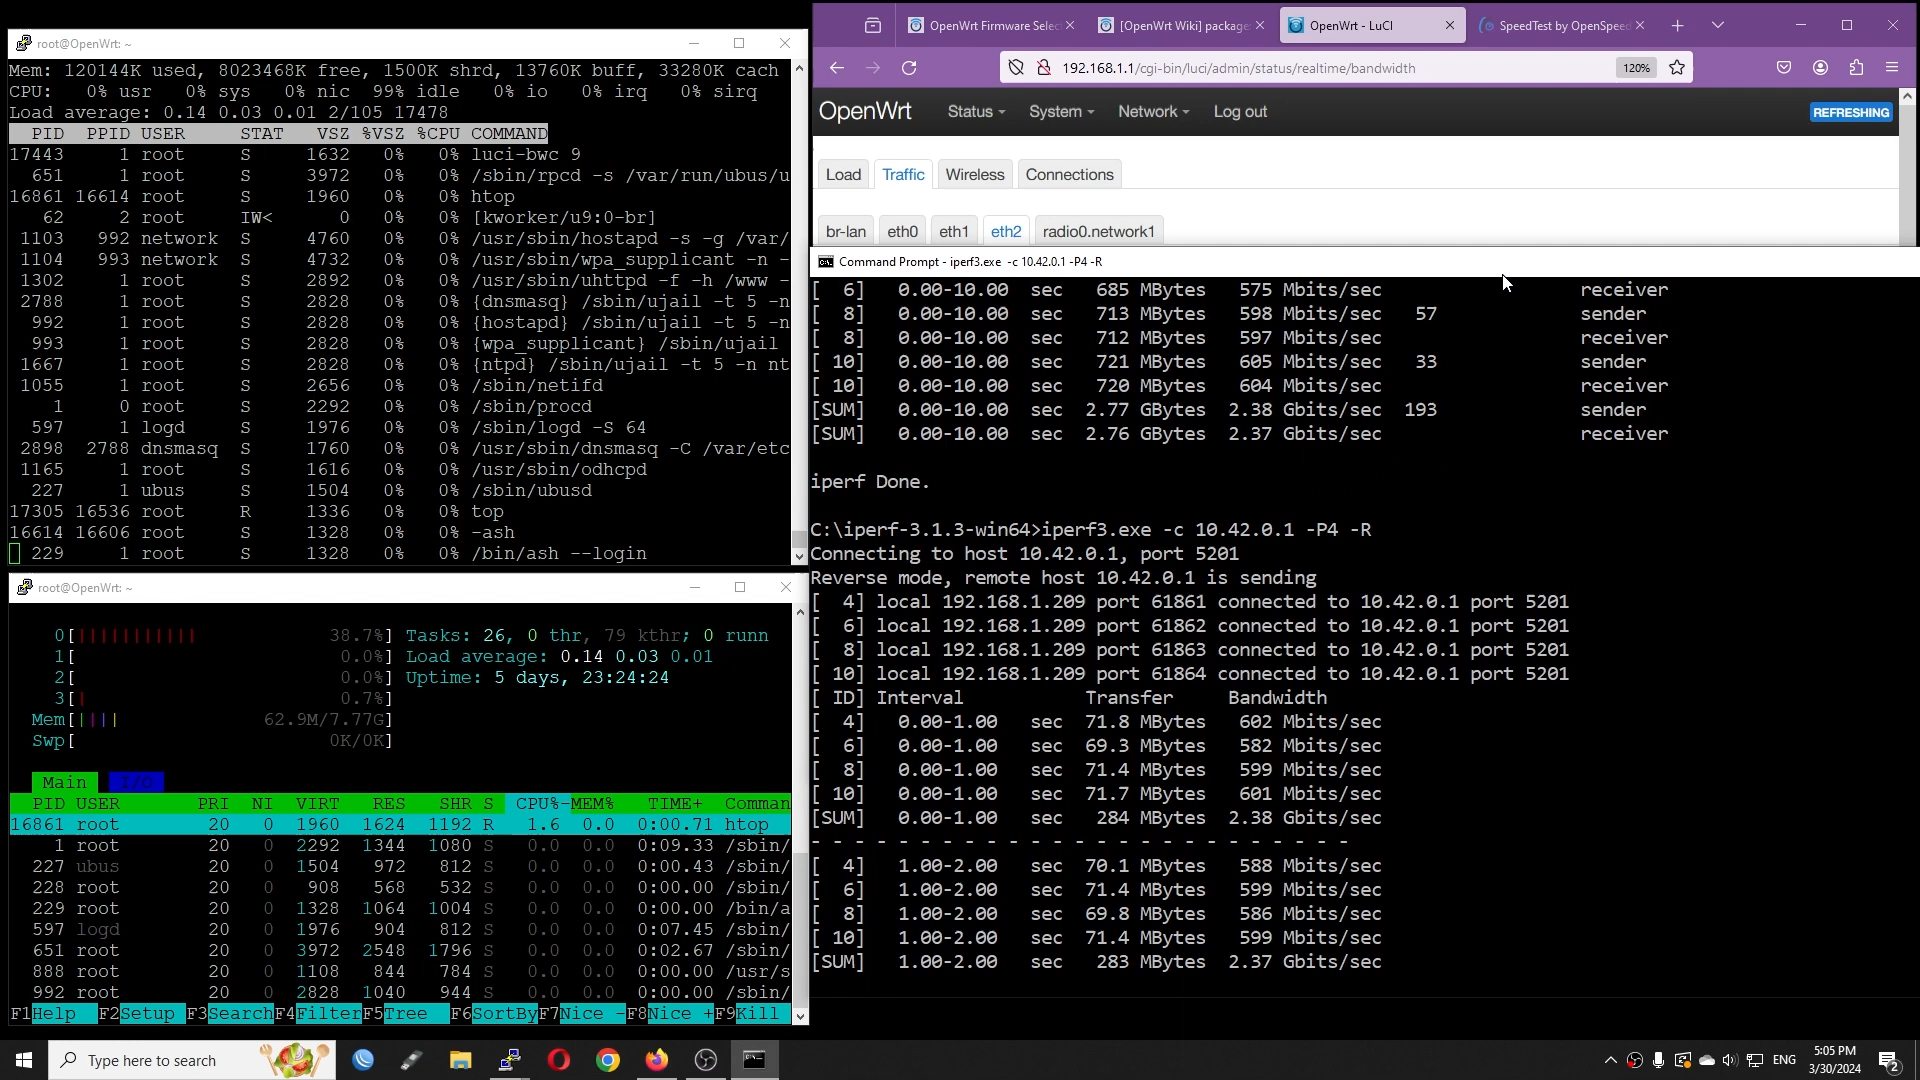 root@OpenWrt: ~
Mem: 120144K used, 8023468K free, 1500K shrd, 13760K buff, 33280K cach
CPU:   0% usr   0% sys   0% nic  99% idle   0% io   0% irq   0% sirq
Load average: 0.14 0.03 0.01 2/105 17478
PID  PPID USER     STAT   VSZ %VSZ %CPU COMMAND
17443     1 root     S     1632   0%   0% luci-bwc 9
651     1 root     S     3972   0%   0% /sbin/rpcd -s /var/run/ubus/u
16861 16614 root     S     1960   0%   0% htop
62     2 root     IW<      0   0%   0% [kworker/u9:0-br]
1103   992 network  S     4760   0%   0% /usr/sbin/hostapd -s -g /var/
1104   993 network  S     4732   0%   0% /usr/sbin/wpa_supplicant -n -
1302     1 root     S     2892   0%   0% /usr/sbin/uhttpd -f -h /www -
2788     1 root     S     2828   0%   0% {dnsmasq} /sbin/ujail -t 5 -n
992     1 root     S     2828   0%   0% {hostapd} /sbin/ujail -t 5 -n
993     1 root     S     2828   0%   0% {wpa_supplicant} /sbin/ujail
1667     1 root     S     2828   0%   0% {ntpd} /sbin/ujail -t 5 -n nt
1055     1 root     S     2656   0%   0% /sbin/netifd
1     0 root     S     2292   0%   0% /sbin/procd
597     1 logd     S     1976   0%   0% /sbin/logd -S 64
2898  2788 dnsmasq  S     1760   0%   0% /usr/sbin/dnsmasq -C /var/etc
1165     1 root     S     1616   0%   0% /usr/sbin/odhcpd
227     1 ubus     S     1504   0%   0% /sbin/ubusd
17305 16536 root     R     1336   0%   0% top
16614 16606 root     S     1328   0%   0% -ash
229     1 root     S     1328   0%   0% /bin/ash --login
root@OpenWrt: ~
0[||||||||||| 38.7%] Tasks: 26, 0 thr, 79 kthr; 0 runn
1[ 0.0%] Load average: 0.14 0.03 0.01
2[ 0.0%] Uptime: 5 days, 23:24:24
3[| 0.7%]
Mem[|||| 62.9M/7.77G]
Swp[ 0K/0K]
Main I/O
PID USER PRI NI VIRT RES SHR S CPU%-MEM% TIME+ Comman
16861 root 20 0 1960 1624 1192 R 1.6 0.0 0:00.71 htop
1 root 20 0 2292 1344 1080 S 0.0 0.0 0:09.33 /sbin/
227 ubus 20 0 1504 972 812 S 0.0 0.0 0:00.43 /sbin/
228 root 20 0 908 568 532 S 0.0 0.0 0:00.00 /sbin/
229 root 20 0 1328 1064 1004 S 0.0 0.0 0:00.00 /bin/a
597 logd 20 0 1976 904 812 S 0.0 0.0 0:07.45 /sbin/
651 root 20 0 3972 2548 1796 S 0.0 0.0 0:02.67 /sbin/
888 root 20 0 1108 844 784 S 0.0 0.0 0:00.00 /usr/s
992 root 20 0 2828 1040 944 S 0.0 0.0 0:00.00 /sbin/
F1Help F2Setup F3SearchF4FilterF5Tree F6SortByF7Nice -F8Nice +F9Kill
OpenWrt Firmware Selec [OpenWrt Wiki] package OpenWrt - LuCI SpeedTest by OpenSpeed
192.168.1.1/cgi-bin/luci/admin/status/realtime/bandwidth 120%
OpenWrt Status System Network Log out REFRESHING
Load Traffic Wireless Connections
br-lan eth0 eth1 eth2 radio0.network1
Command Prompt - iperf3.exe -c 10.42.0.1 -P4 -R
[  6]   0.00-10.00  sec   685 MBytes   575 Mbits/sec                  receiver
[  8]   0.00-10.00  sec   713 MBytes   598 Mbits/sec   57             sender
[  8]   0.00-10.00  sec   712 MBytes   597 Mbits/sec                  receiver
[ 10]   0.00-10.00  sec   721 MBytes   605 Mbits/sec   33             sender
[ 10]   0.00-10.00  sec   720 MBytes   604 Mbits/sec                  receiver
[SUM]   0.00-10.00  sec  2.77 GBytes  2.38 Gbits/sec  193             sender
[SUM]   0.00-10.00  sec  2.76 GBytes  2.37 Gbits/sec                  receiver
iperf Done.
C:\iperf-3.1.3-win64>iperf3.exe -c 10.42.0.1 -P4 -R
Connecting to host 10.42.0.1, port 5201
Reverse mode, remote host 10.42.0.1 is sending
[  4] local 192.168.1.209 port 61861 connected to 10.42.0.1 port 5201
[  6] local 192.168.1.209 port 61862 connected to 10.42.0.1 port 5201
[  8] local 192.168.1.209 port 61863 connected to 10.42.0.1 port 5201
[ 10] local 192.168.1.209 port 61864 connected to 10.42.0.1 port 5201
[ ID] Interval           Transfer     Bandwidth
[  4]   0.00-1.00   sec  71.8 MBytes   602 Mbits/sec
[  6]   0.00-1.00   sec  69.3 MBytes   582 Mbits/sec
[  8]   0.00-1.00   sec  71.4 MBytes   599 Mbits/sec
[ 10]   0.00-1.00   sec  71.7 MBytes   601 Mbits/sec
[SUM]   0.00-1.00   sec   284 MBytes  2.38 Gbits/sec
- - - - - - - - - - - - - - - - - - - - - - - - -
[  4]   1.00-2.00   sec  70.1 MBytes   588 Mbits/sec
[  6]   1.00-2.00   sec  71.4 MBytes   599 Mbits/sec
[  8]   1.00-2.00   sec  69.8 MBytes   586 Mbits/sec
[ 10]   1.00-2.00   sec  71.4 MBytes   599 Mbits/sec
[SUM]   1.00-2.00   sec   283 MBytes  2.37 Gbits/sec
Type here to search
ENG
5:05 PM
3/30/2024
2